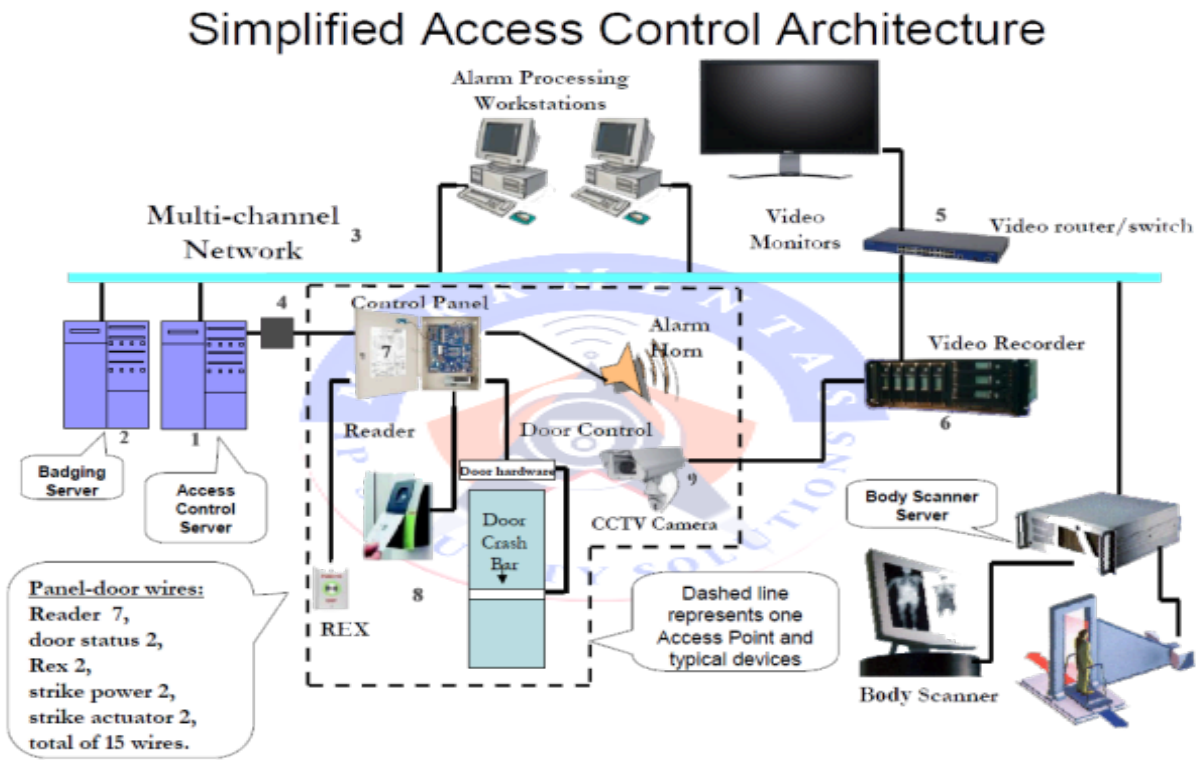 Simplified Access Control Architecture
Alarm Processing
Workstations
Multi-channel
Network
3
Video
Monitors
5
Video router/switch
4
Control Panel
7
Alarm
Horn
Video Recorder
6
2
1
Badging
Server
Access
Control
Server
Reader
Door Control
Door hardware
9
CCTV Camera
Door
Crash
Bar
8
REX
Body Scanner
Server
Body Scanner
Panel-door wires:
Reader 7,
door status 2,
Rex 2,
strike power 2,
strike actuator 2,
total of 15 wires.
Dashed line
represents one
Access Point and
typical devices